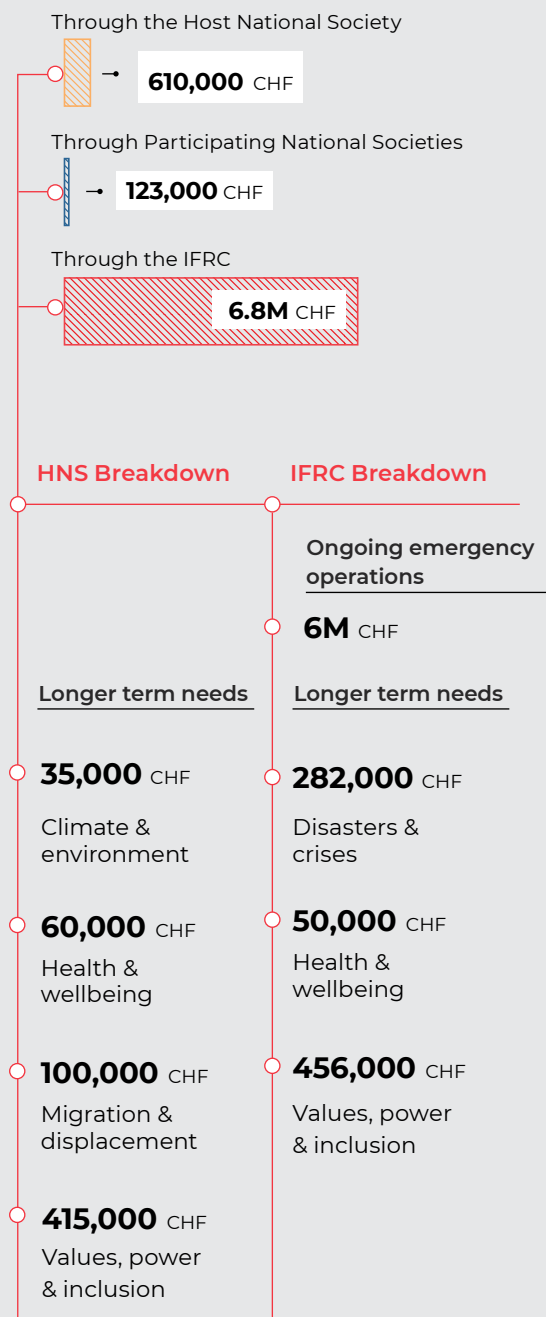 Through the Host National Society
610,000 CHF
Through Participating National Societies
123,000 CHF
Through the IFRC
6.8M CHF
HNS Breakdown
IFRC Breakdown
Ongoing emergency
operations
6M CHF
Longer term needs
35,000 CHF
Climate &
environment
60,000 CHF
Health &
wellbeing
100,000 CHF
Migration &
displacement
415,000 CHF
Values, power
& inclusion
Longer term needs
282,000 CHF
Disasters &
crises
50,000 CHF
Health &
wellbeing
456,000 CHF
Values, power
& inclusion